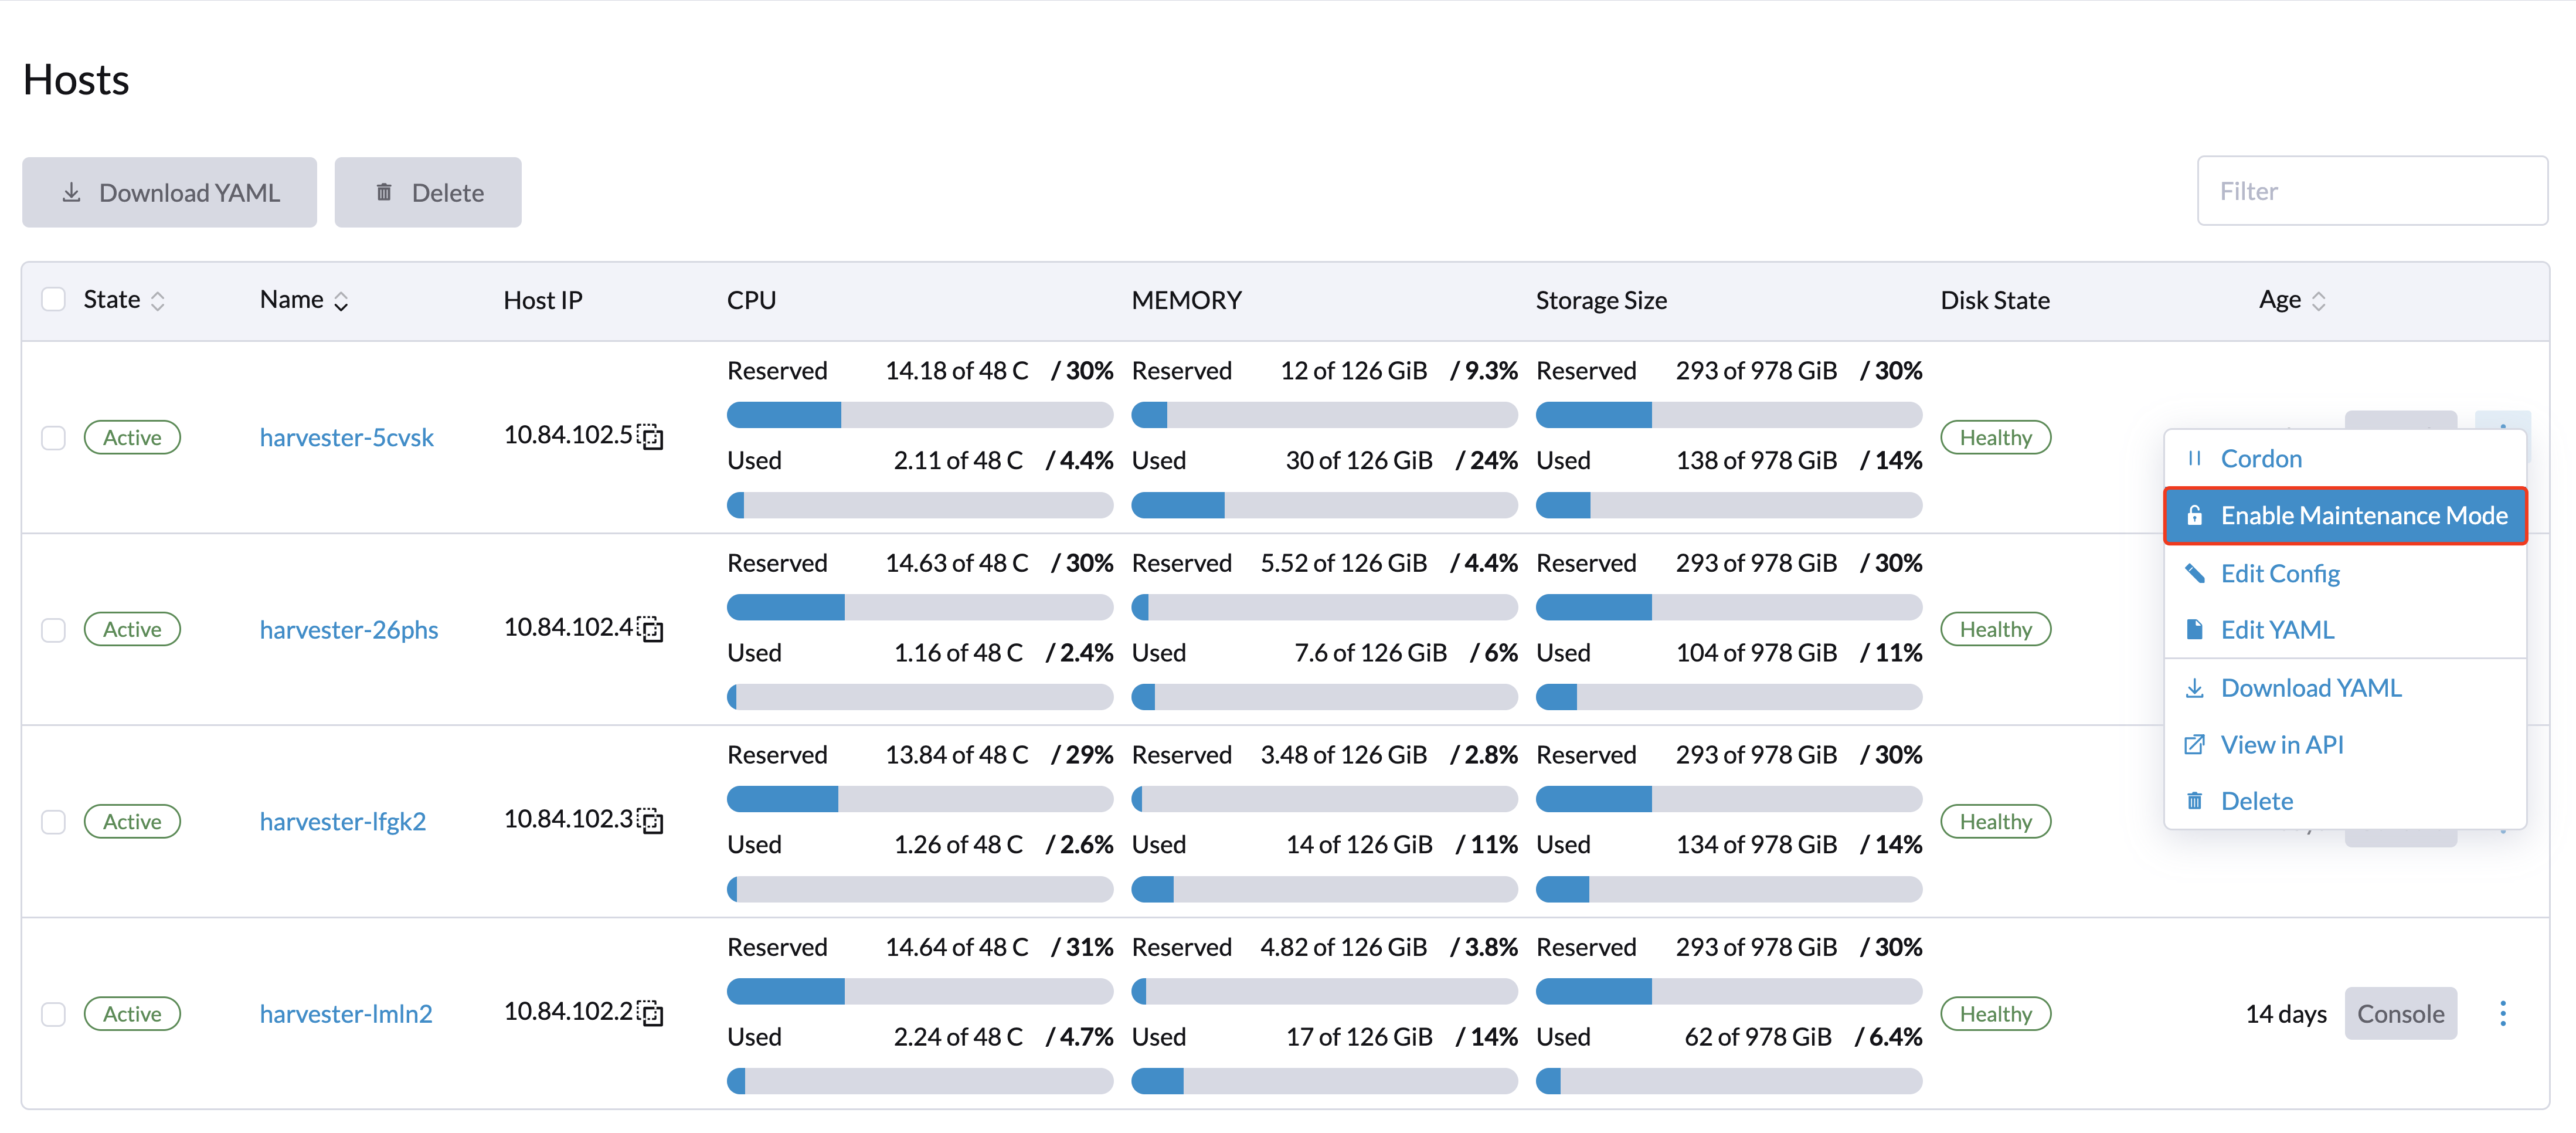 Hosts
Download YAML Delete Filter
State Name Host IP CPU MEMORY Storage Size Disk State Age
Reserved 14.18 of 48 C / 30% Reserved 12 of 126 GiB / 9.3% Reserved 293 of 978 GiB / 30%
Active harvester-5cvsk 10.84.102.5 Healthy
Used 2.11 of 48 C / 4.4% Used 30 of 126 GiB / 24% Used 138 of 978 GiB / 14%
Cordon
Enable Maintenance Mode
Reserved 14.63 of 48 C / 30% Reserved 5.52 of 126 GiB / 4.4% Reserved 293 of 978 GiB / 30%
Edit Config
Active harvester-26phs 10.84.102.4 Healthy
Edit YAML
Used 1.16 of 48 C / 2.4% Used 7.6 of 126 GiB / 6% Used 104 of 978 GiB / 11%
Download YAML
Reserved 13.84 of 48 C / 29% Reserved 3.48 of 126 GiB / 2.8% Reserved 293 of 978 GiB / 30%
View in API
Delete
Active harvester-lfgk2 10.84.102.3 Healthy
Used 1.26 of 48 C / 2.6% Used 14 of 126 GiB / 11% Used 134 of 978 GiB / 14%
Reserved 14.64 of 48 C / 31% Reserved 4.82 of 126 GiB / 3.8% Reserved 293 of 978 GiB / 30%
Active harvester-lmln2 10.84.102.2 Healthy 14 days Console
Used 2.24 of 48 C / 4.7% Used 17 of 126 GiB / 14% Used 62 of 978 GiB / 6.4%